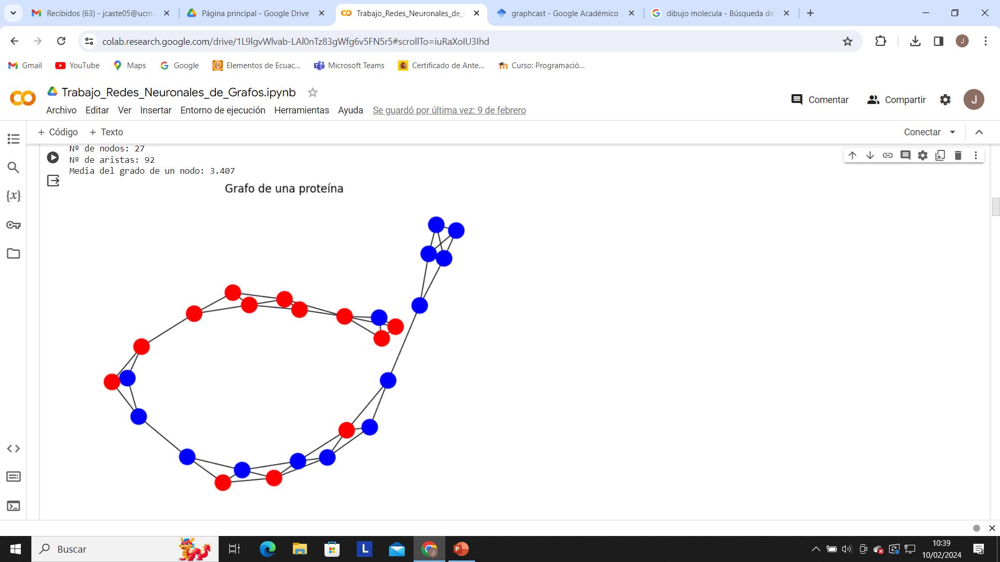 Recibidos (63) - jcaste05@ucm.
Página principal - Google Drive
Trabajo_Redes_Neuronales_de_
graphcast - Google Académico
dibujo molecula - Búsqueda de
colab.research.google.com/drive/1L9lgvWlvab-LAl0nTz83gWfg6v5FN5r5#scrollTo=iuRaXoIU3Ihd
J
Gmail
YouTube
Maps
Google
Elementos de Ecuac...
Microsoft Teams
Certificado de Ante...
Curso: Programació...
Trabajo_Redes_Neuronales_de_Grafos.ipynb
Comentar
Compartir
J
Archivo Editar Ver Insertar Entorno de ejecución Herramientas Ayuda Se guardó por última vez: 9 de febrero
+ Código + Texto
Conectar
Nº de nodos: 27
Nº de aristas: 92
Media del grado de un nodo: 3.407
{x}
Grafo de una proteína
Buscar
L
J
P
10:39
10/02/2024